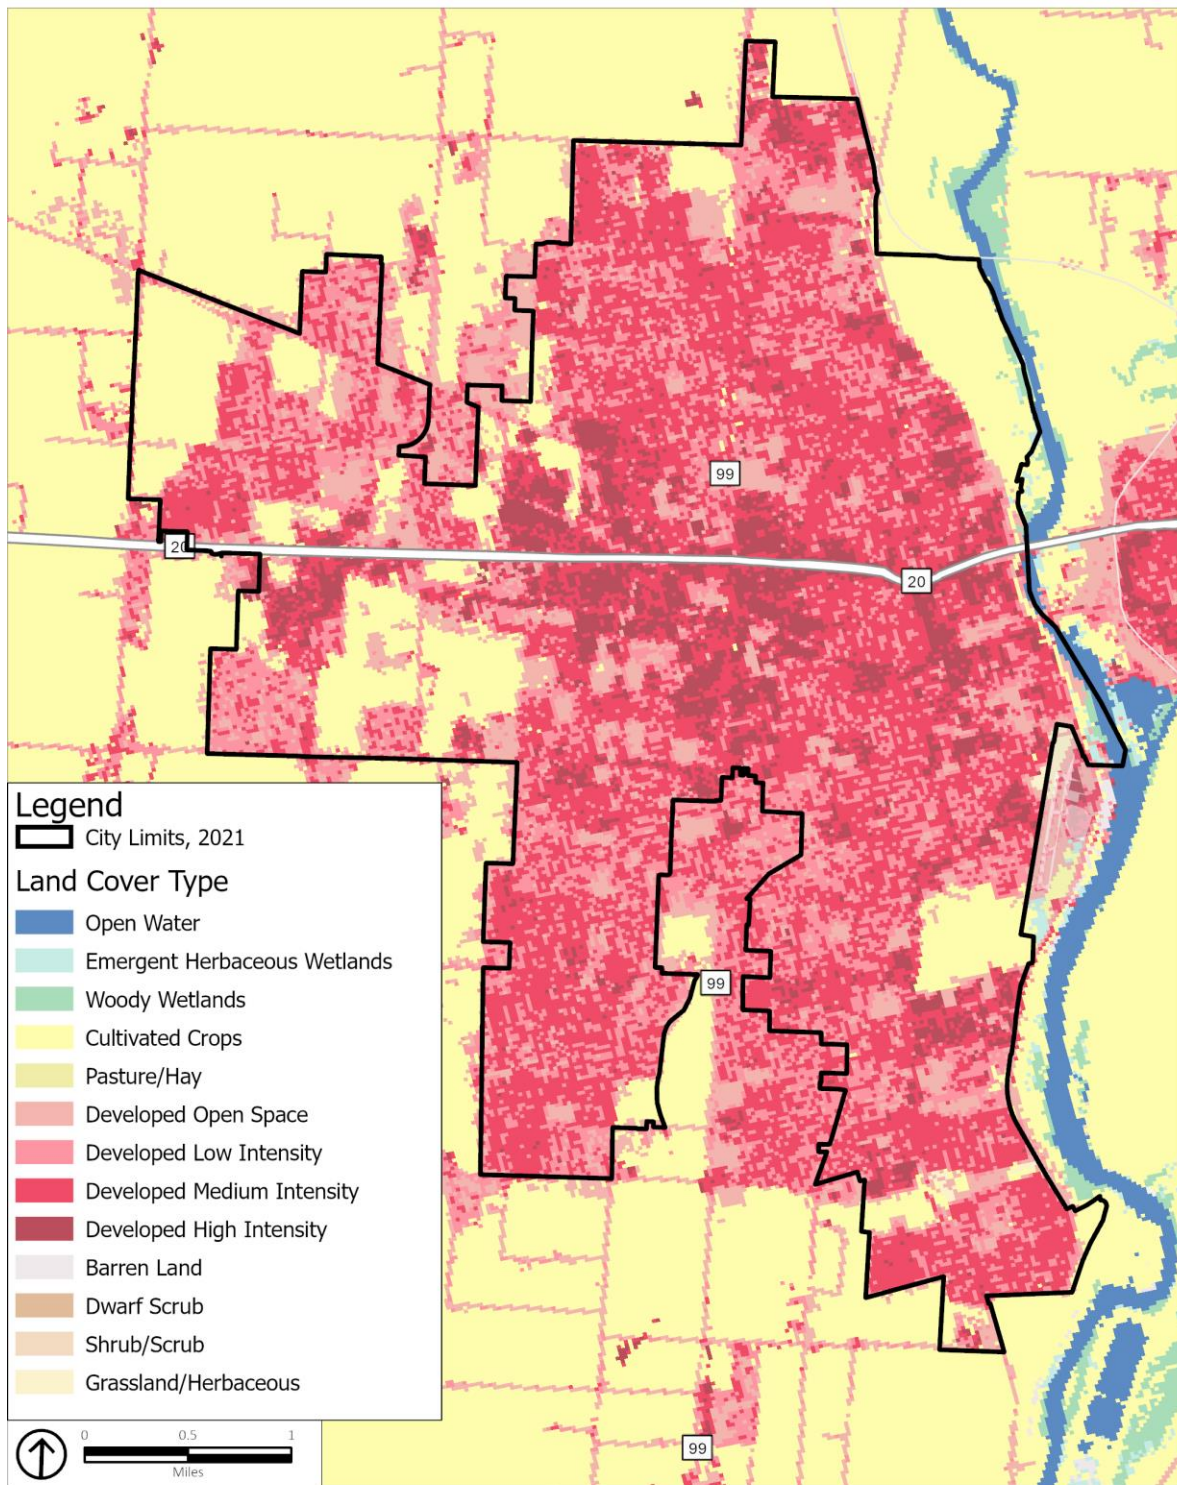 99
20
20
99
Legend
City Limits, 2021
Land Cover Type
Open Water
Emergent Herbaceous Wetlands
Woody Wetlands
Cultivated Crops
Pasture/Hay
Developed Open Space
Developed Low Intensity
Developed Medium Intensity
Developed High Intensity
Barren Land
Dwarf Scrub
Shrub/Scrub
Grassland/Herbaceous
0 0.5 1
Miles
99